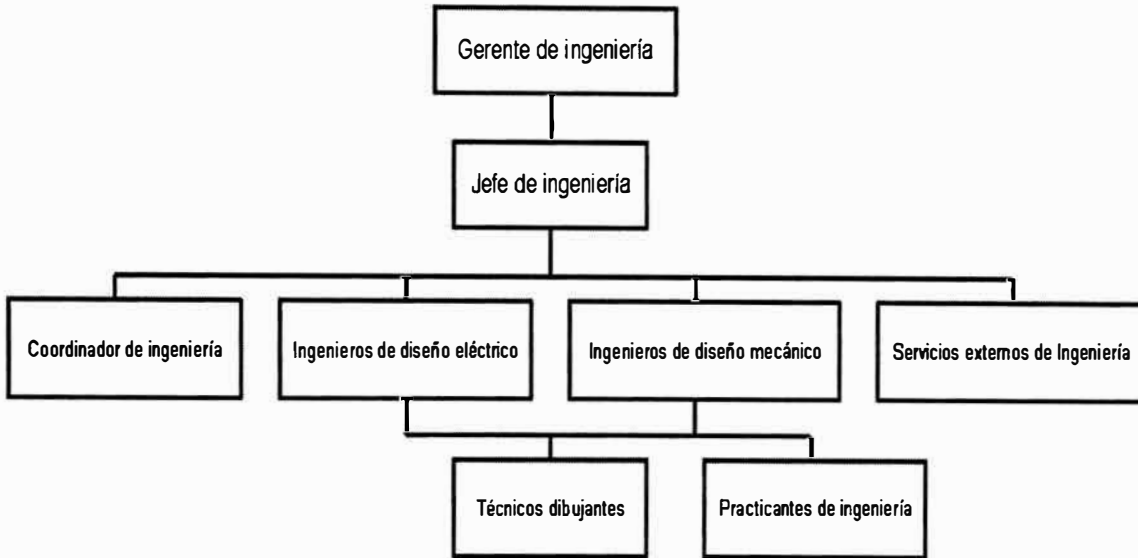 Gerente de ingeniería
Jefe de ingeniería
Coordinador de ingeniería
Ingenieros de diseño eléctrico
Ingenieros de diseño mecánico
Servicios externos de Ingeniería
Técnicos dibujantes
Practicantes de ingeniería